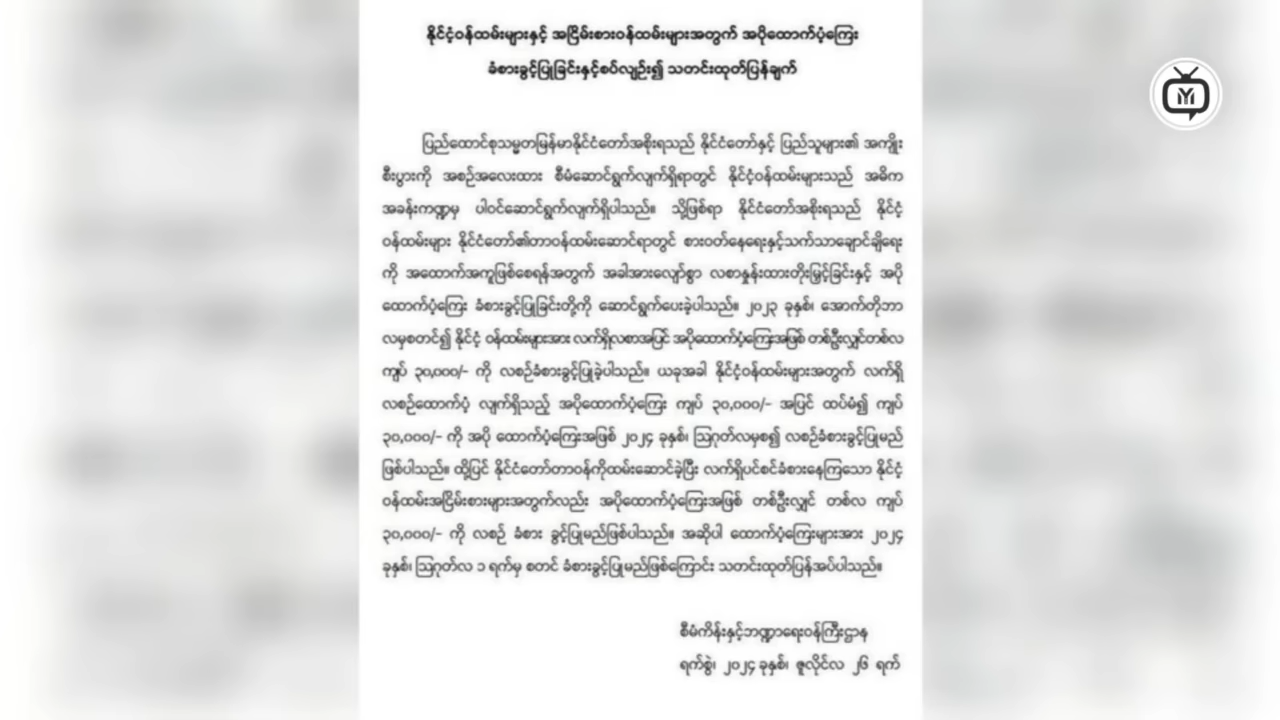 နိုင်ငံ့ဝန်ထမ်းများနှင့် အငြိမ်းစားဝန်ထမ်းများအတွက် အပိုထောက်ပံ့ကြေး
ခံစားခွင့်ပြုခြင်းနှင့်စပ်လျဉ်း၍ သတင်းထုတ်ပြန်ချက်
ပြည်ထောင်စုသမ္မတမြန်မာနိုင်ငံတော်အစိုးရသည် နိုင်ငံတော်နှင့် ပြည်သူများ၏ အကျိုး
စီးပွားကို အစဉ်အလေးထား စီမံဆောင်ရွက်လျက်ရှိရာတွင် နိုင်ငံ့ဝန်ထမ်းများသည် အဓိက
အခန်းကဏ္ဍမှ ပါဝင်ဆောင်ရွက်လျက်ရှိပါသည်။ သို့ဖြစ်ရာ နိုင်ငံတော်အစိုးရသည် နိုင်ငံ့
ဝန်ထမ်းများ နိုင်ငံတော်၏တာဝန်ထမ်းဆောင်ရာတွင် စားဝတ်နေရေးနှင့်သက်သာချောင်ချိရေး
ကို အထောက်အကူဖြစ်စေရန်အတွက် အခါအားလျော်စွာ လစာနှုန်းထားတိုးမြှင့်ခြင်းနှင့် အပို
ထောက်ပံ့ကြေး ခံစားခွင့်ပြုခြင်းတို့ကို ဆောင်ရွက်ပေးခဲ့ပါသည်။ ၂၀၂၃ ခုနှစ်၊ အောက်တိုဘာ
လမှစတင်၍ နိုင်ငံ့ ဝန်ထမ်းများအား လက်ရှိလစာအပြင် အပိုထောက်ပံ့ကြေးအဖြစ် တစ်ဦးလျှင်တစ်လ
ကျပ် ၃၀,၀၀၀/- ကို လစဉ်ခံစားခွင့်ပြုခဲ့ပါသည်။ ယခုအခါ နိုင်ငံ့ဝန်ထမ်းများအတွက် လက်ရှိ
လစဉ်ထောက်ပံ့ လျက်ရှိသည့် အပိုထောက်ပံ့ကြေး ကျပ် ၃၀,၀၀၀/- အပြင် ထပ်မံ၍ ကျပ်
၃၀,၀၀၀/- ကို အပို ထောက်ပံ့ကြေးအဖြစ် ၂၀၂၄ ခုနှစ်၊ ဩဂုတ်လမှစ၍ လစဉ်ခံစားခွင့်ပြုမည်
ဖြစ်ပါသည်။ ထို့ပြင် နိုင်ငံတော်တာဝန်ကိုထမ်းဆောင်ခဲ့ပြီး လက်ရှိပင်စင်ခံစားနေကြသော နိုင်ငံ့
ဝန်ထမ်းအငြိမ်းစားများအတွက်လည်း အပိုထောက်ပံ့ကြေးအဖြစ် တစ်ဦးလျှင် တစ်လ ကျပ်
၃၀,၀၀၀/- ကို လစဉ် ခံစား ခွင့်ပြုမည်ဖြစ်ပါသည်။ အဆိုပါ ထောက်ပံ့ကြေးများအား ၂၀၂၄
ခုနှစ်၊ ဩဂုတ်လ ၁ ရက်မှ စတင် ခံစားခွင့်ပြုမည်ဖြစ်ကြောင်း သတင်းထုတ်ပြန်အပ်ပါသည်။
စီမံကိန်းနှင့်ဘဏ္ဍာရေးဝန်ကြီးဌာန
ရက်စွဲ၊ ၂၀၂၄ ခုနှစ်၊ ဇူလိုင်လ ၂၆ ရက်